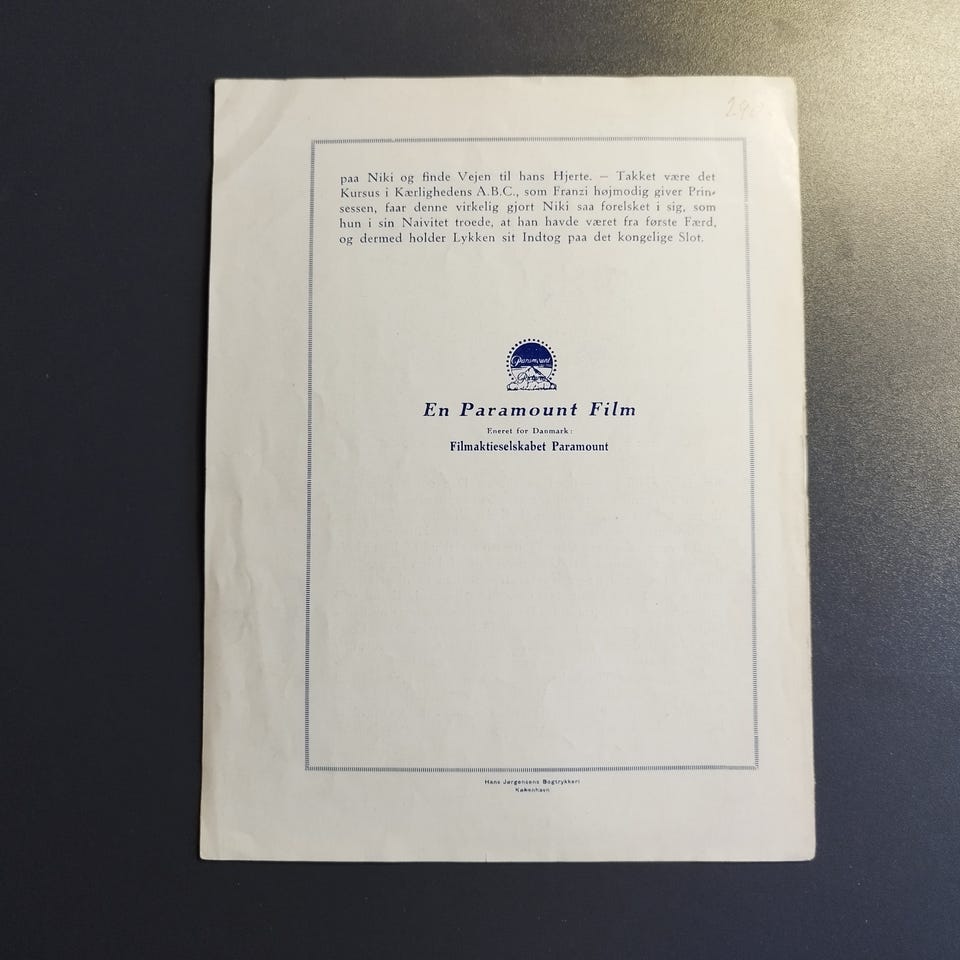 paa Niki og finde Vejen til hans Hjerte. — Takket være det
Kursus i Kærlighedens A.B.C., som Franzi højmodig giver Prin-
sessen, faar denne virkelig gjort Niki saa forelsket i sig, som
hun i sin Naivitet troede, at han havde været fra første Færd,
og dermed holder Lykken sit Indtog paa det kongelige Slot.
Paramount
Pictures
En Paramount Film
Eneret for Danmark:
Filmaktieselskabet Paramount
Hans Jørgensens Bogtrykkeri
København